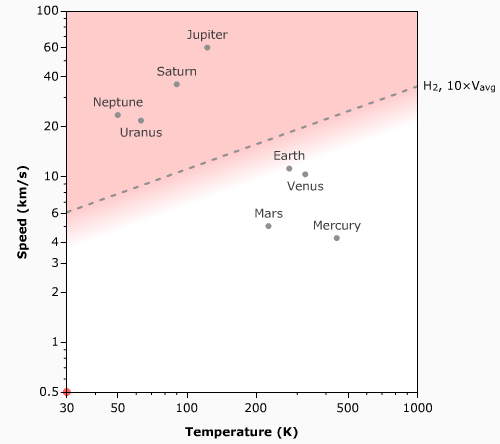 100
60
40
20
10
6
4
3
2
1
0.5
Speed (km/s)
Jupiter
Saturn
Neptune
Uranus
H₂, 10×Vavg
Earth
Venus
Mars
Mercury
30 50 100 200 500 1000
Temperature (K)